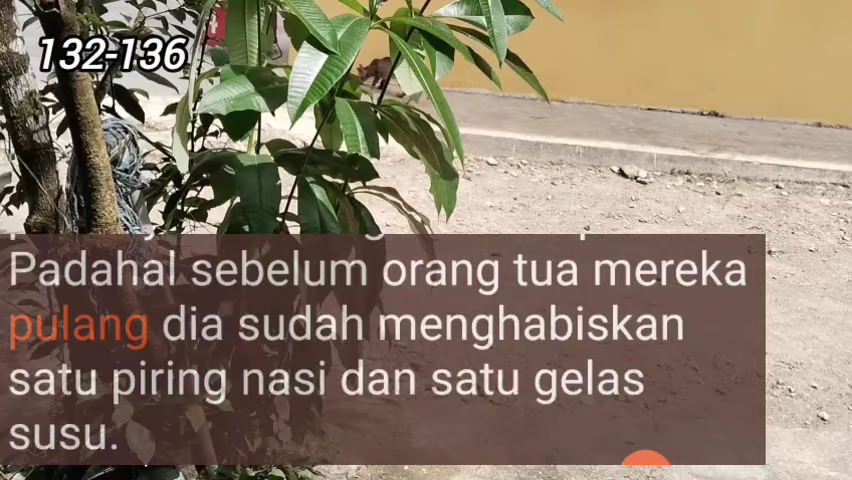 132-136
Padahal sebelum orang tua mereka
pulang dia sudah menghabiskan
satu piring nasi dan satu gelas
susu.